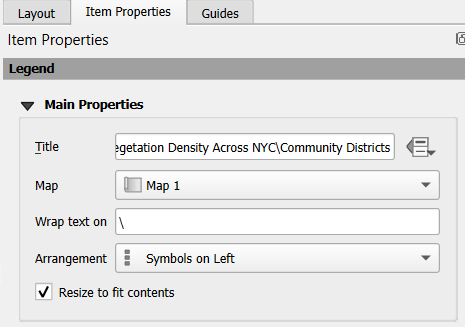 Layout Item Properties Guides
Item Properties
Legend
Main Properties
Title egetation Density Across NYC\Community Districts
Map Map 1
Wrap text on \
Arrangement Symbols on Left
Resize to fit contents